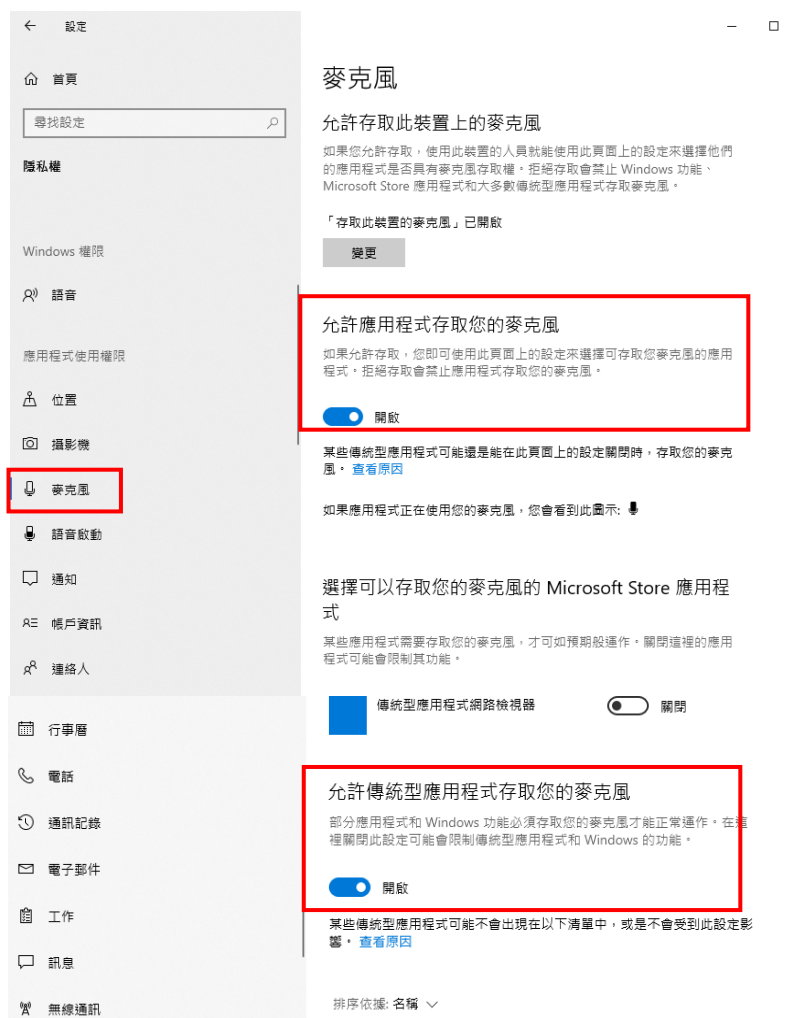 設定
首頁
尋找設定
隱私權
Windows 權限
語音
應用程式使用權限
位置
攝影機
麥克風
語音啟動
通知
帳戶資訊
連絡人
行事曆
電話
通訊記錄
電子郵件
工作
訊息
無線通訊
麥克風
允許存取此裝置上的麥克風
如果您允許存取，使用此裝置的人員就能使用此頁面上的設定來選擇他們
的應用程式是否具有麥克風存取權。拒絕存取會禁止 Windows 功能、
Microsoft Store 應用程式和大多數傳統型應用程式存取麥克風。
「存取此裝置的麥克風」已開啟
變更
允許應用程式存取您的麥克風
如果允許存取，您即可使用此頁面上的設定來選擇可存取您麥克風的應用
程式。拒絕存取會禁止應用程式存取您的麥克風。
開啟
某些傳統型應用程式可能還是能在此頁面上的設定關閉時，存取您的麥克
風。 查看原因
如果應用程式正在使用您的麥克風，您會看到此圖示:
選擇可以存取您的麥克風的 Microsoft Store 應用程
式
某些應用程式需要存取您的麥克風，才可如預期般運作。關閉這裡的應用
程式可能會限制其功能。
傳統型應用程式網路檢視器
關閉
允許傳統型應用程式存取您的麥克風
部分應用程式和 Windows 功能必須存取您的麥克風才能正常運作。在這
裡關閉此設定可能會限制傳統型應用程式和 Windows 的功能。
開啟
某些傳統型應用程式可能不會出現在以下清單中，或是不會受到此設定影
響。 查看原因
排序依據: 名稱